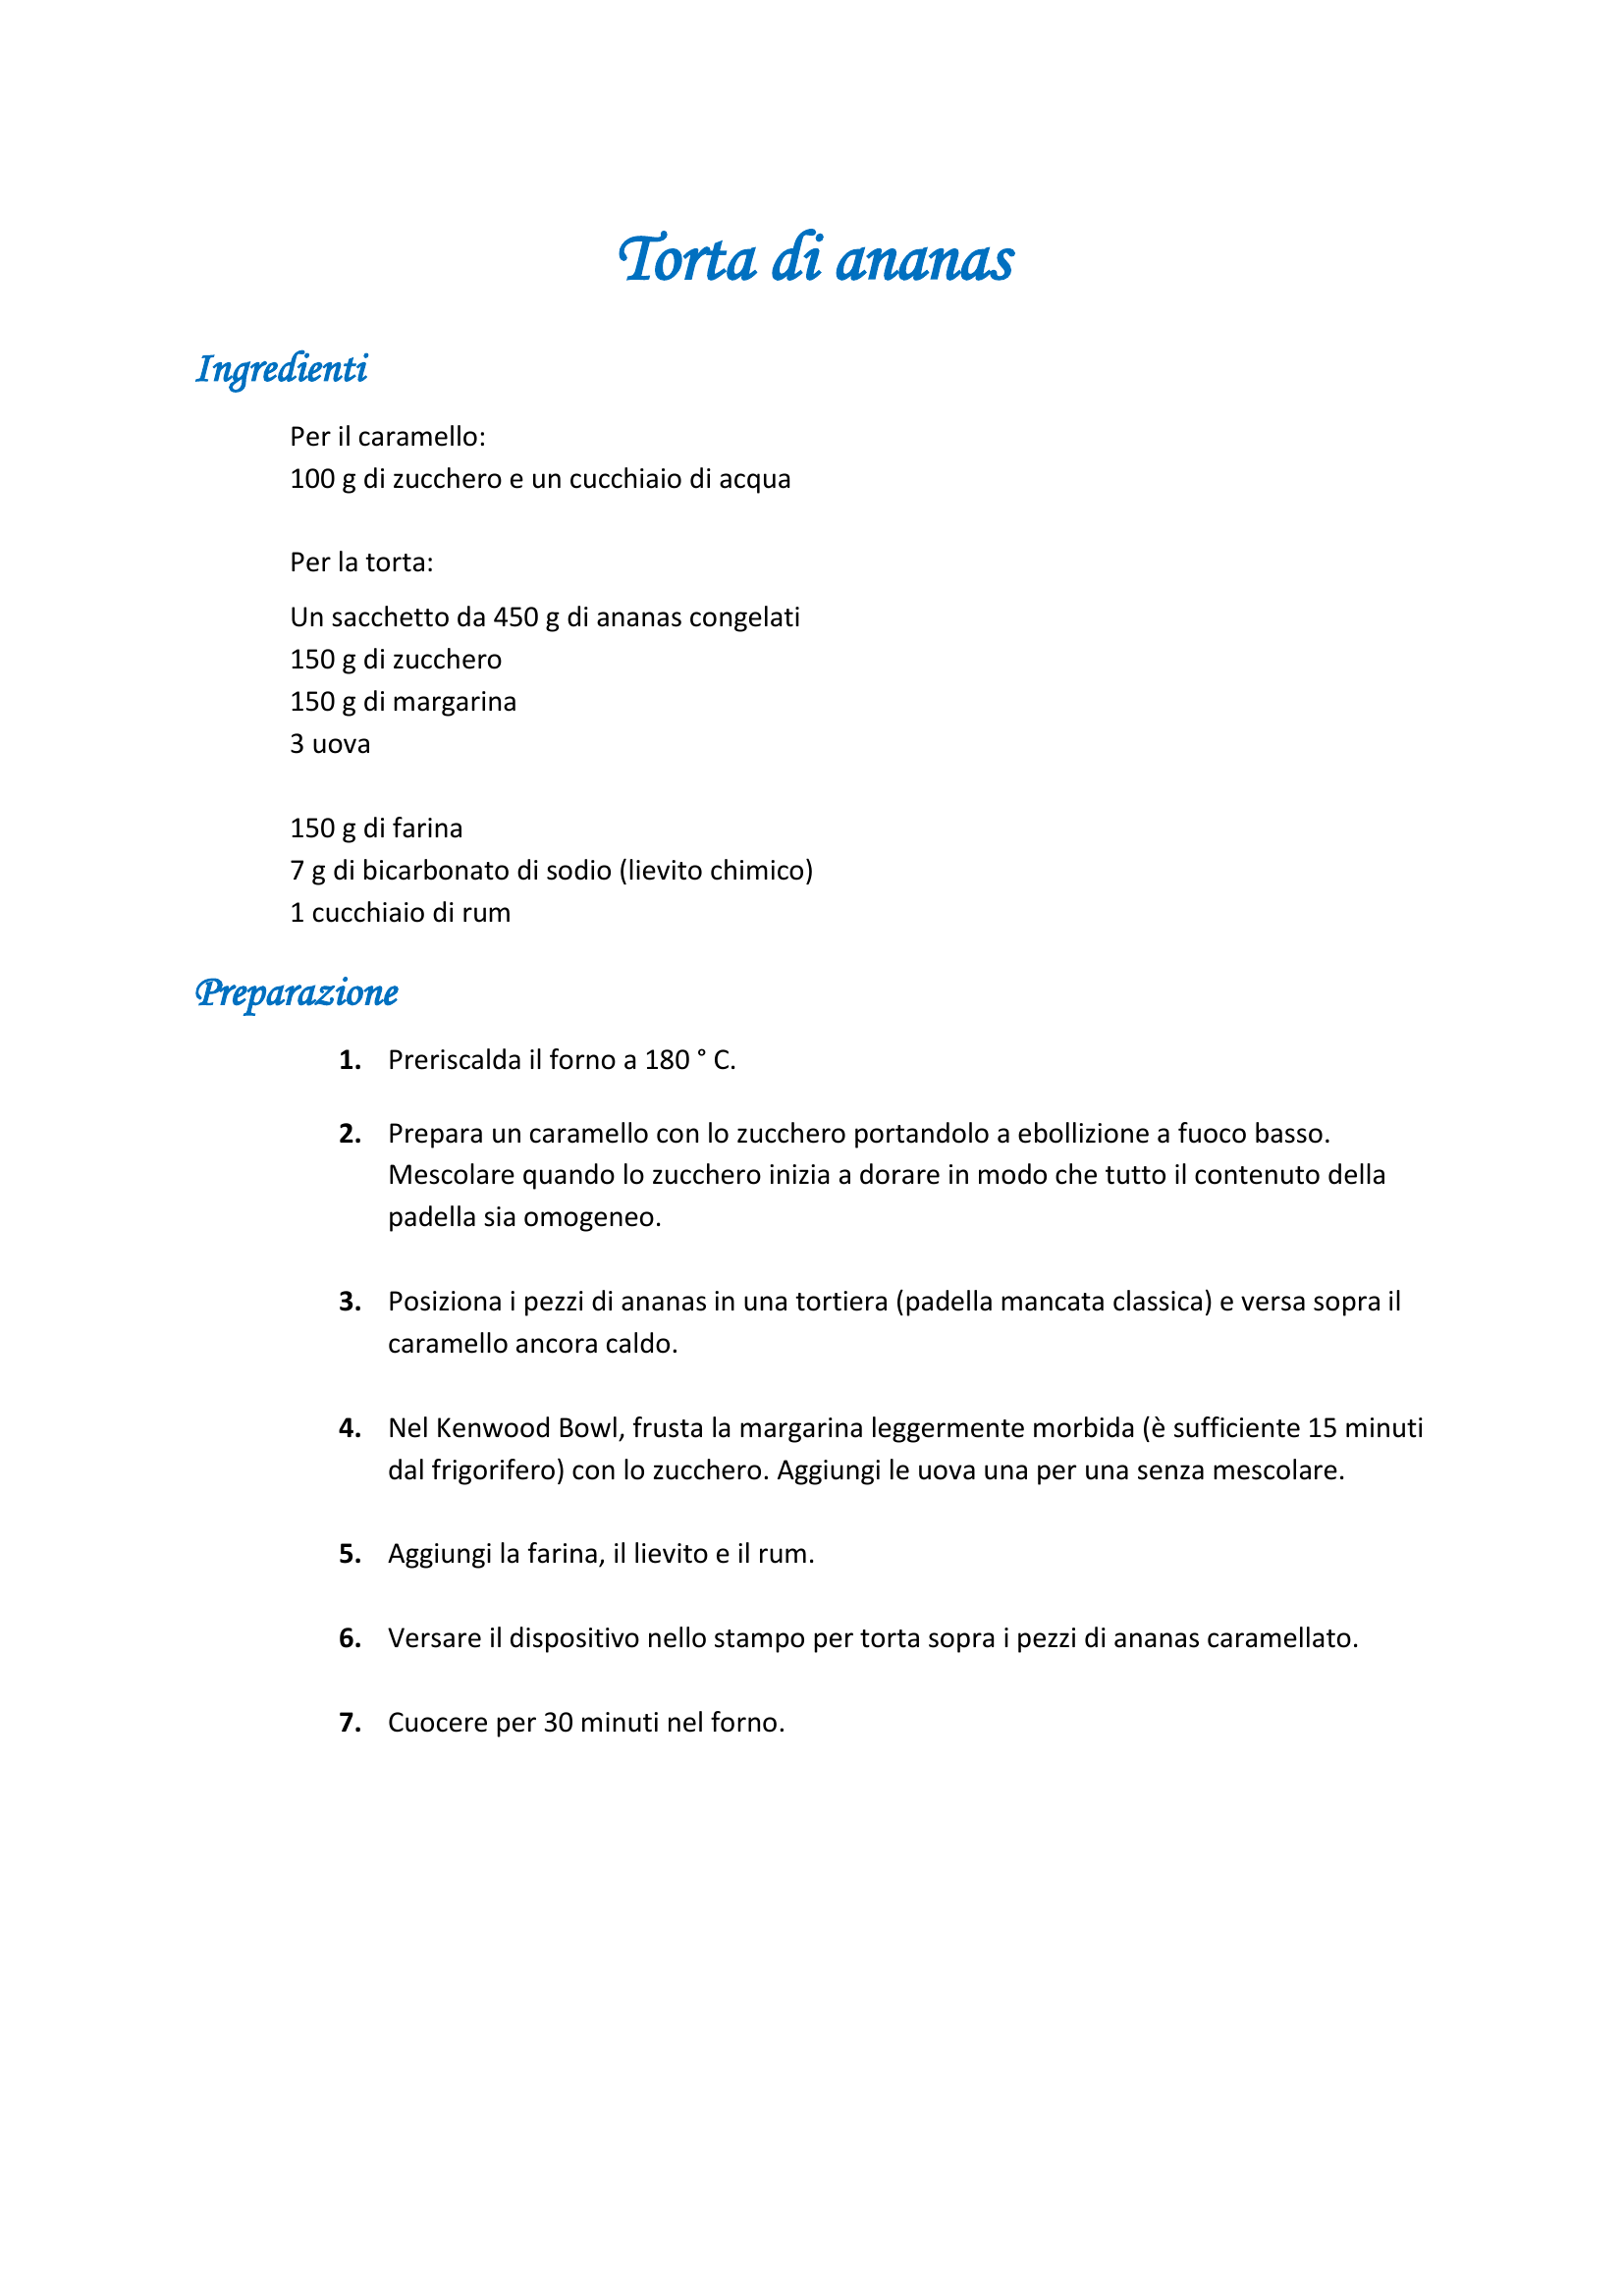 Torta di ananas
Ingredienti
Per il caramello:
100 g di zucchero e un cucchiaio di acqua
Per la torta:
Un sacchetto da 450 g di ananas congelati
150 g di zucchero
150 g di margarina
3 uova
150 g di farina
7 g di bicarbonato di sodio (lievito chimico)
1 cucchiaio di rum
Preparazione
1. Preriscalda il forno a 180 ° C.
2. Prepara un caramello con lo zucchero portandolo a ebollizione a fuoco basso.
Mescolare quando lo zucchero inizia a dorare in modo che tutto il contenuto della
padella sia omogeneo.
3. Posiziona i pezzi di ananas in una tortiera (padella mancata classica) e versa sopra il
caramello ancora caldo.
4. Nel Kenwood Bowl, frusta la margarina leggermente morbida (è sufficiente 15 minuti
dal frigorifero) con lo zucchero. Aggiungi le uova una per una senza mescolare.
5. Aggiungi la farina, il lievito e il rum.
6. Versare il dispositivo nello stampo per torta sopra i pezzi di ananas caramellato.
7. Cuocere per 30 minuti nel forno.